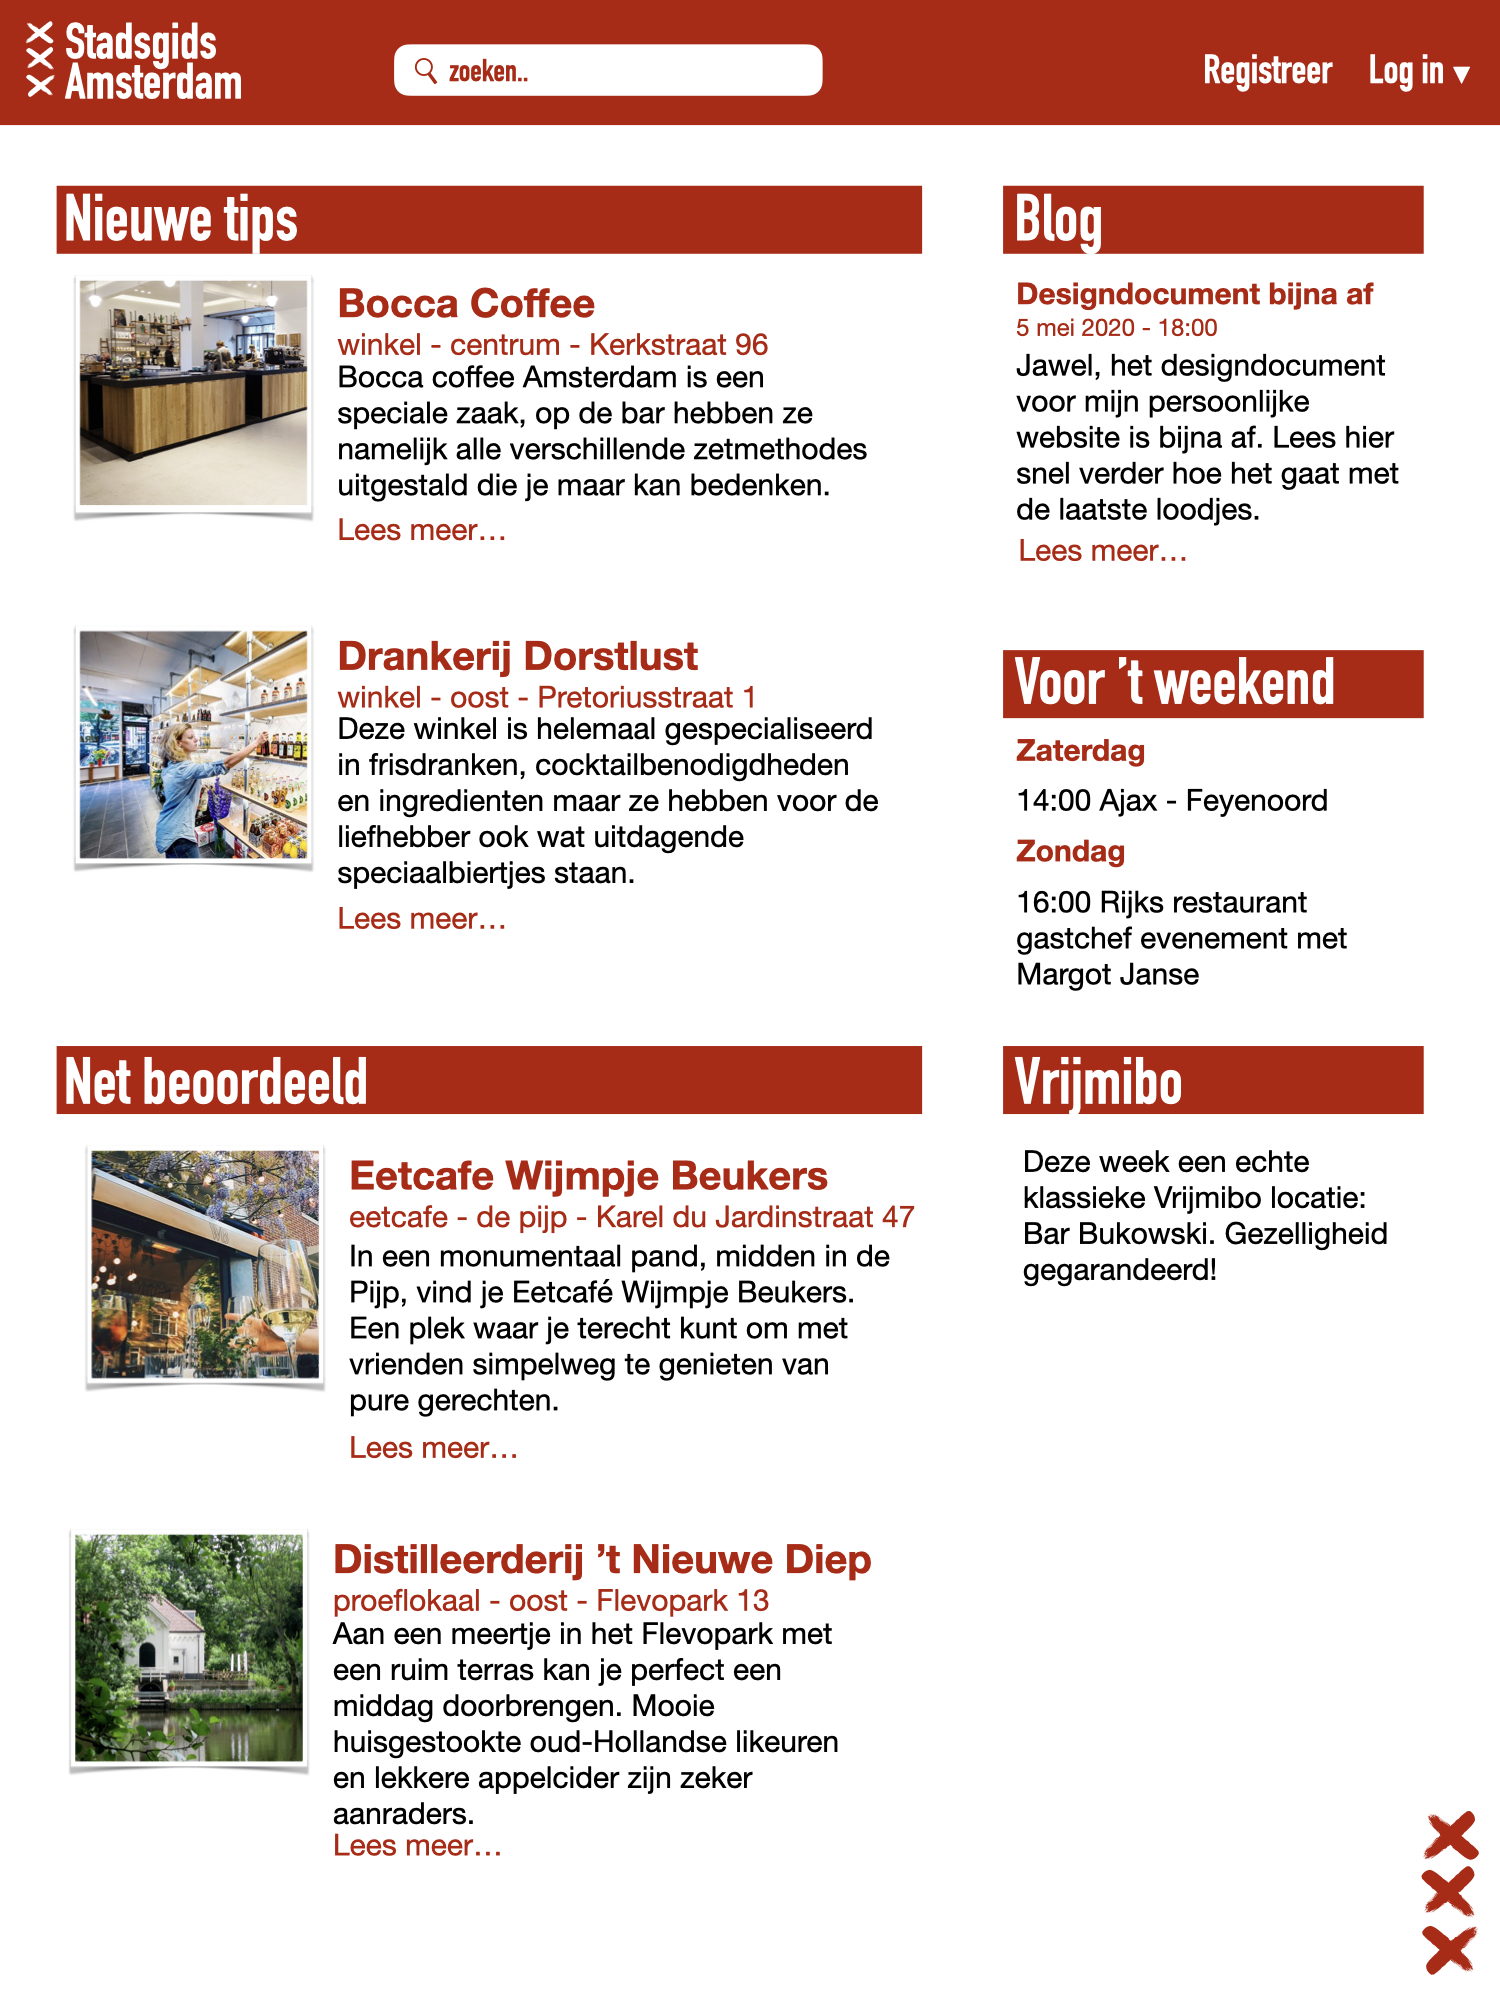 Stadsgids
Amsterdam
zoeken..
Registreer
Log in ▼
Nieuwe tips
Bocca Coffee
winkel - centrum - Kerkstraat 96
Bocca coffee Amsterdam is een
speciale zaak, op de bar hebben ze
namelijk alle verschillende zetmethodes
uitgestald die je maar kan bedenken.
Lees meer…
Drankerij Dorstlust
winkel - oost - Pretoriusstraat 1
Deze winkel is helemaal gespecialiseerd
in frisdranken, cocktailbenodigdheden
en ingredienten maar ze hebben voor de
liefhebber ook wat uitdagende
speciaalbiertjes staan.
Lees meer…
Net beoordeeld
Eetcafe Wijmpje Beukers
eetcafe - de pijp - Karel du Jardinstraat 47
In een monumentaal pand, midden in de
Pijp, vind je Eetcafé Wijmpje Beukers.
Een plek waar je terecht kunt om met
vrienden simpelweg te genieten van
pure gerechten.
Lees meer…
Distilleerderij ’t Nieuwe Diep
proeflokaal - oost - Flevopark 13
Aan een meertje in het Flevopark met
een ruim terras kan je perfect een
middag doorbrengen. Mooie
huisgestookte oud-Hollandse likeuren
en lekkere appelcider zijn zeker
aanraders.
Lees meer…
Blog
Designdocument bijna af
5 mei 2020 - 18:00
Jawel, het designdocument
voor mijn persoonlijke
website is bijna af. Lees hier
snel verder hoe het gaat met
de laatste loodjes.
Lees meer…
Voor ’t weekend
Zaterdag
14:00 Ajax - Feyenoord
Zondag
16:00 Rijks restaurant
gastchef evenement met
Margot Janse
Vrijmibo
Deze week een echte
klassieke Vrijmibo locatie:
Bar Bukowski. Gezelligheid
gegarandeerd!